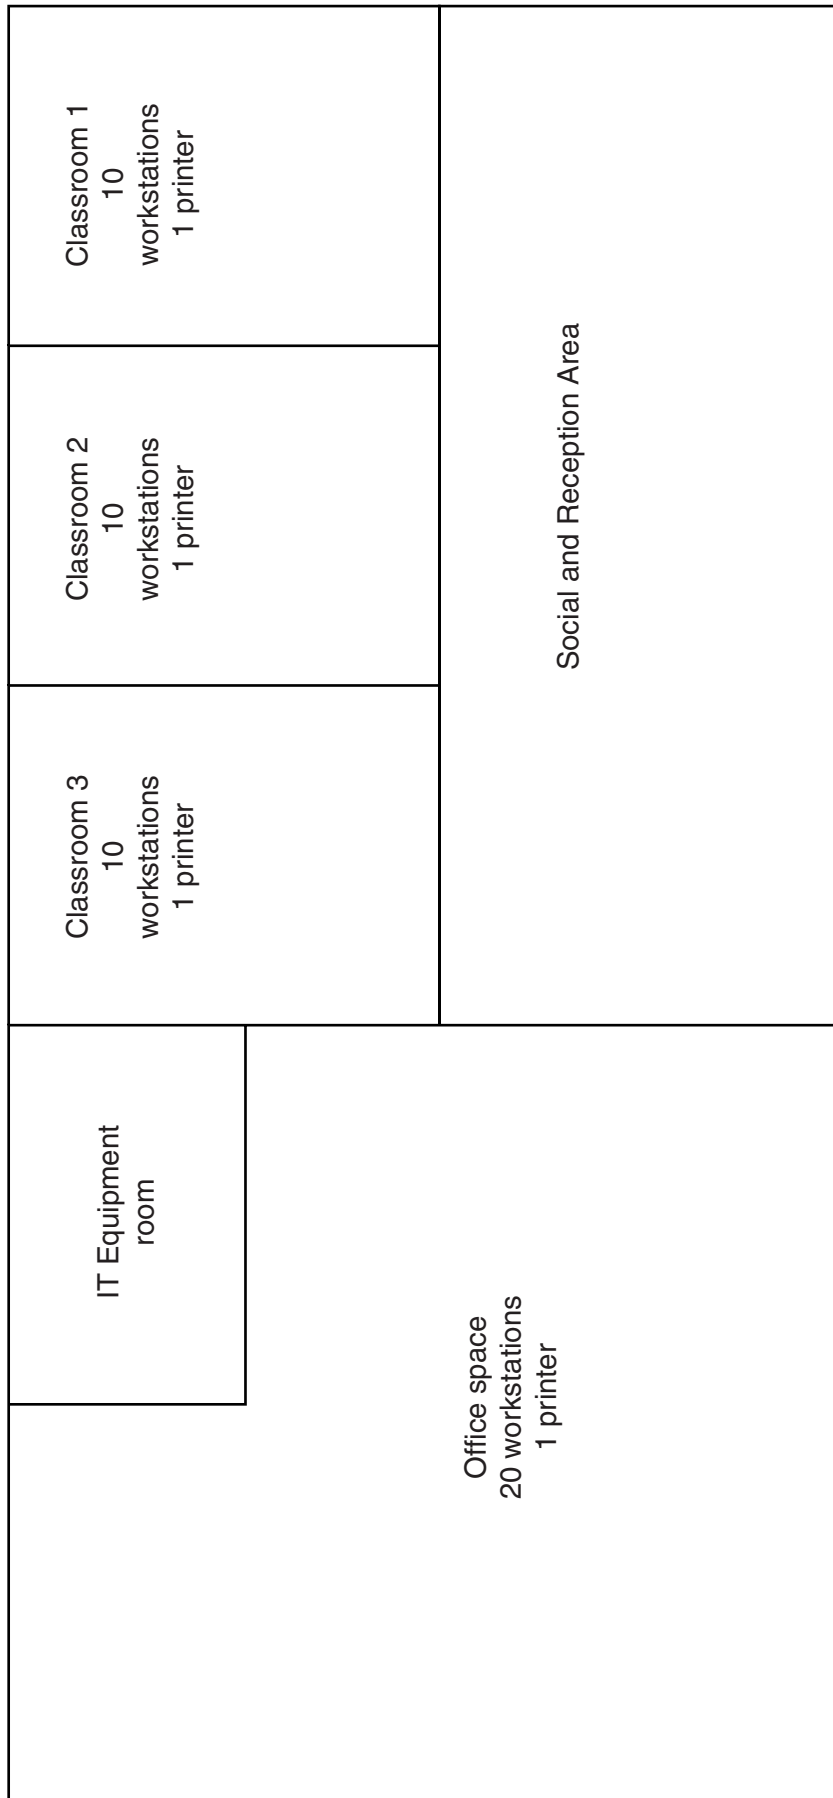 Classroom 1
10
workstations
1 printer
Classroom 2
10
workstations
1 printer
Classroom 3
10
workstations
1 printer
IT Equipment
room
Social and Reception Area
Office space
20 workstations
1 printer